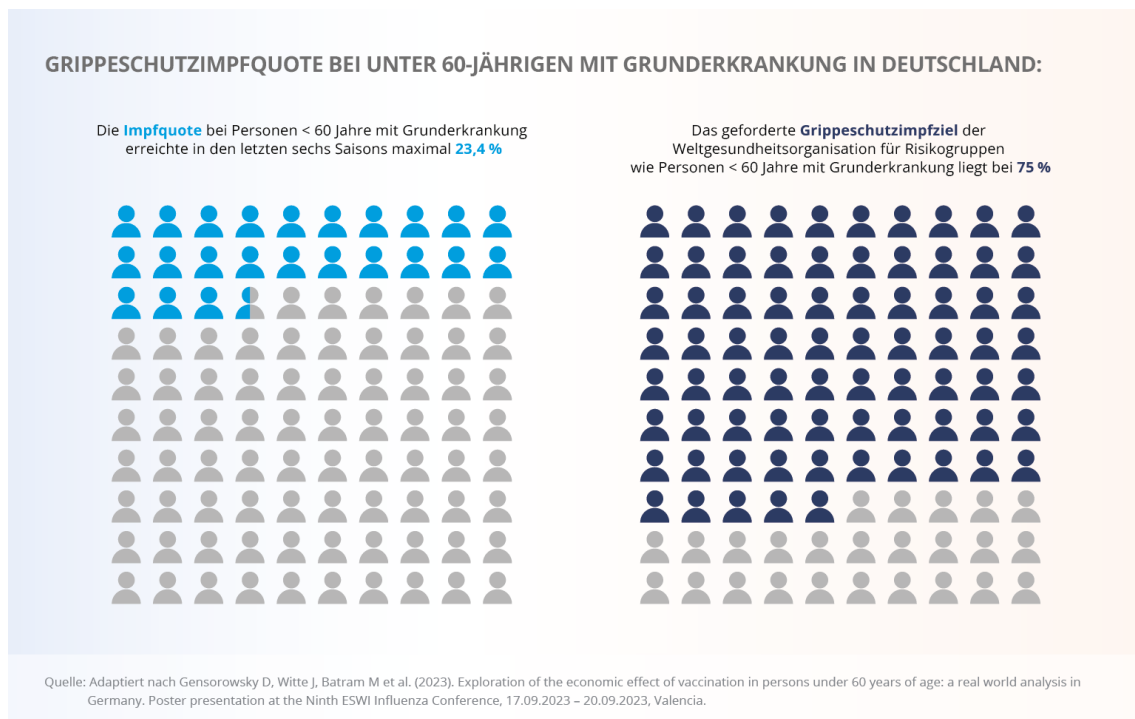 GRIPPESCHUTZIMPFQUOTE BEI UNTER 60-JÄHRIGEN MIT GRUNDERKRANKUNG IN DEUTSCHLAND:
Die Impfquote bei Personen < 60 Jahre mit Grunderkrankung
erreichte in den letzten sechs Saisons maximal 23,4 %
Das geforderte Grippeschutzimpfziel der
Weltgesundheitsorganisation für Risikogruppen
wie Personen < 60 Jahre mit Grunderkrankung liegt bei 75 %
Quelle: Adaptiert nach Gensorowsky D, Witte J, Batram M et al. (2023). Exploration of the economic effect of vaccination in persons under 60 years of age: a real world analysis in
Germany. Poster presentation at the Ninth ESWI Influenza Conference, 17.09.2023 – 20.09.2023, Valencia.